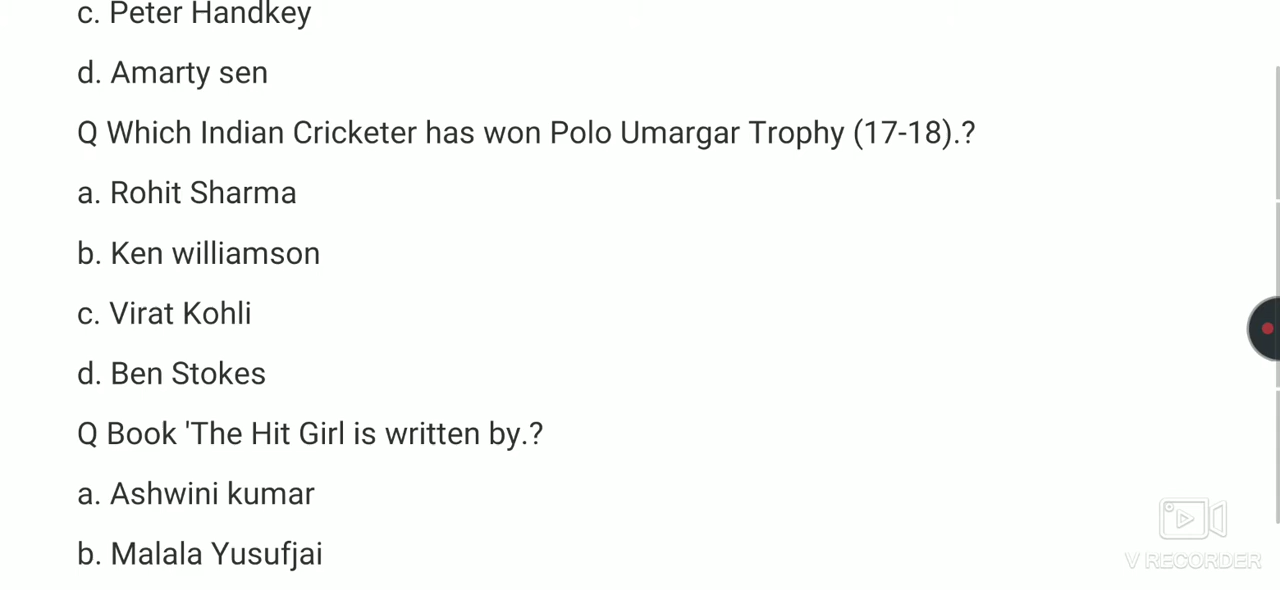 c. Peter Handkey
d. Amarty sen
Q Which Indian Cricketer has won Polo Umargar Trophy (17-18).?
a. Rohit Sharma
b. Ken williamson
c. Virat Kohli
d. Ben Stokes
Q Book 'The Hit Girl is written by.?
a. Ashwini kumar
b. Malala Yusufjai
V RECORDER